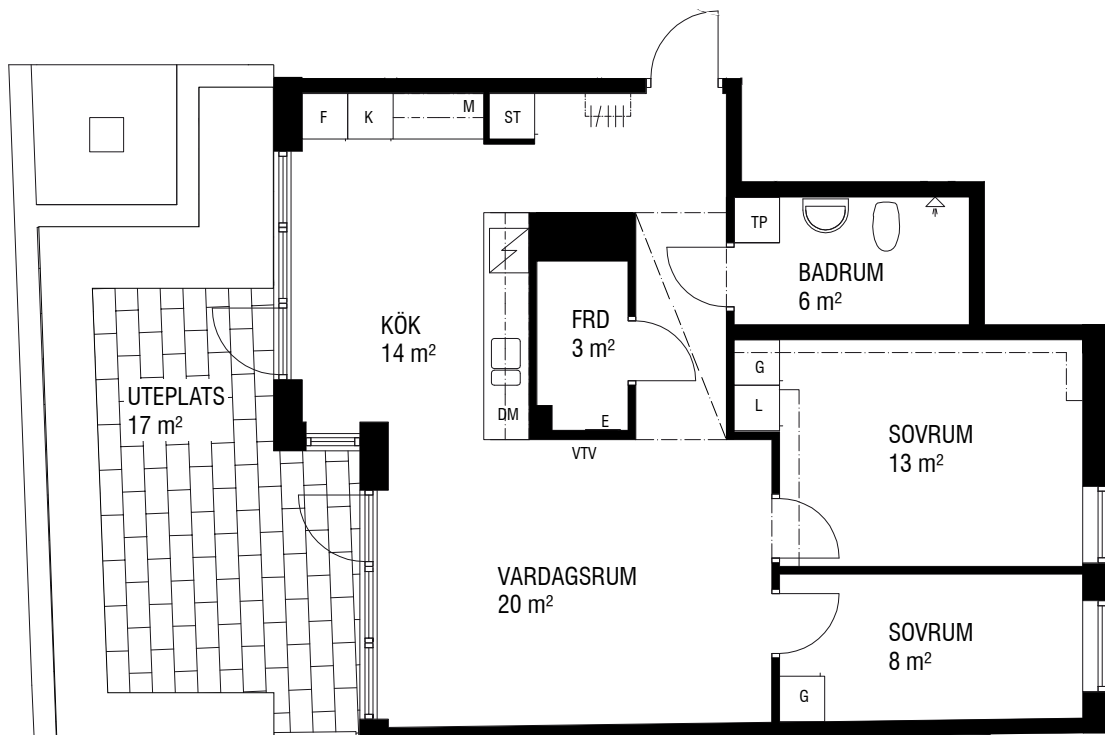 F
K
M
ST
TP
BADRUM
6 m²
KÖK
14 m²
FRD
3 m²
UTEPLATS
17 m²
G
L
DM
E
VTV
SOVRUM
13 m²
VARDAGSRUM
20 m²
SOVRUM
8 m²
G